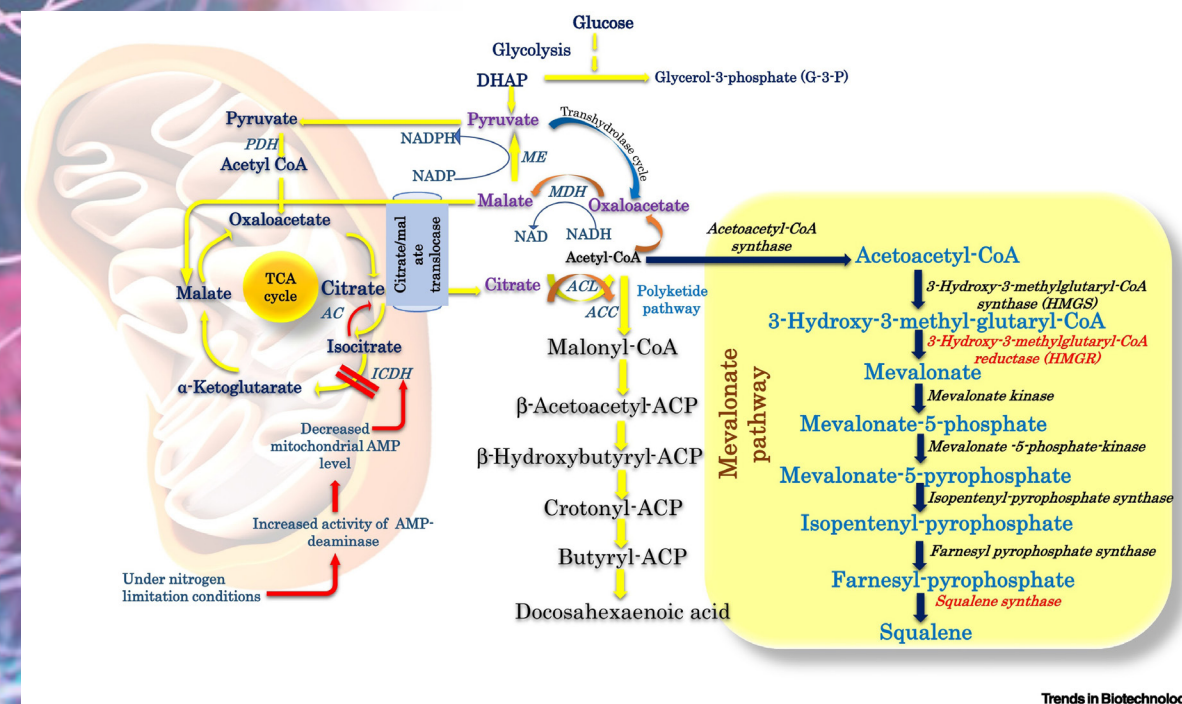 Glucose
Glycolysis
DHAP
Glycerol-3-phosphate (G-3-P)
Pyruvate
PDH
Acetyl CoA
Oxaloacetate
TCA
cycle
Malate
Citrate
AC
Isocitrate
α-Ketoglutarate
ICDH
Decreased
mitochondrial AMP
level
Increased activity of AMP-
deaminase
Under nitrogen
limitation conditions
Citrate/mal
ate
translocase
Pyruvate
NADPH
NADP
ME
Transhydrolase cycle
Malate
MDH
Oxaloacetate
NAD
NADH
Acetyl-CoA
Citrate
ACL
ACC
Polyketide
pathway
Malonyl-CoA
β-Acetoacetyl-ACP
β-Hydroxybutyryl-ACP
Crotonyl-ACP
Butyryl-ACP
Docosahexaenoic acid
Acetoacetyl-CoA
synthase
Mevalonate
pathway
Acetoacetyl-CoA
3-Hydroxy-3-methylglutaryl-CoA
synthase (HMGS)
3-Hydroxy-3-methyl-glutaryl-CoA
3-Hydroxy-3-methylglutaryl-CoA
reductase (HMGR)
Mevalonate
Mevalonate kinase
Mevalonate-5-phosphate
Mevalonate -5-phosphate-kinase
Mevalonate-5-pyrophosphate
Isopentenyl-pyrophosphate synthase
Isopentenyl-pyrophosphate
Farnesyl pyrophosphate synthase
Farnesyl-pyrophosphate
Squalene synthase
Squalene
Trends in Biotechnolo